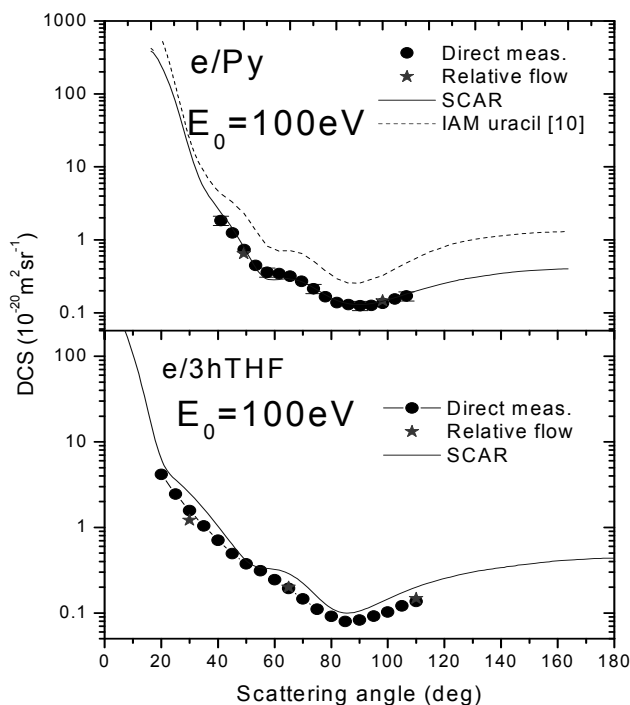 1000
100
10
1
0.1
e/Py
E₀=100eV
Direct meas.
Relative flow
SCAR
IAM uracil [10]
DCS (10⁻²⁰m²sr⁻¹)
100
10
1
0.1
e/3hTHF
E₀=100eV
Direct meas.
Relative flow
SCAR
0 20 40 60 80 100 120 140 160 180
Scattering angle (deg)